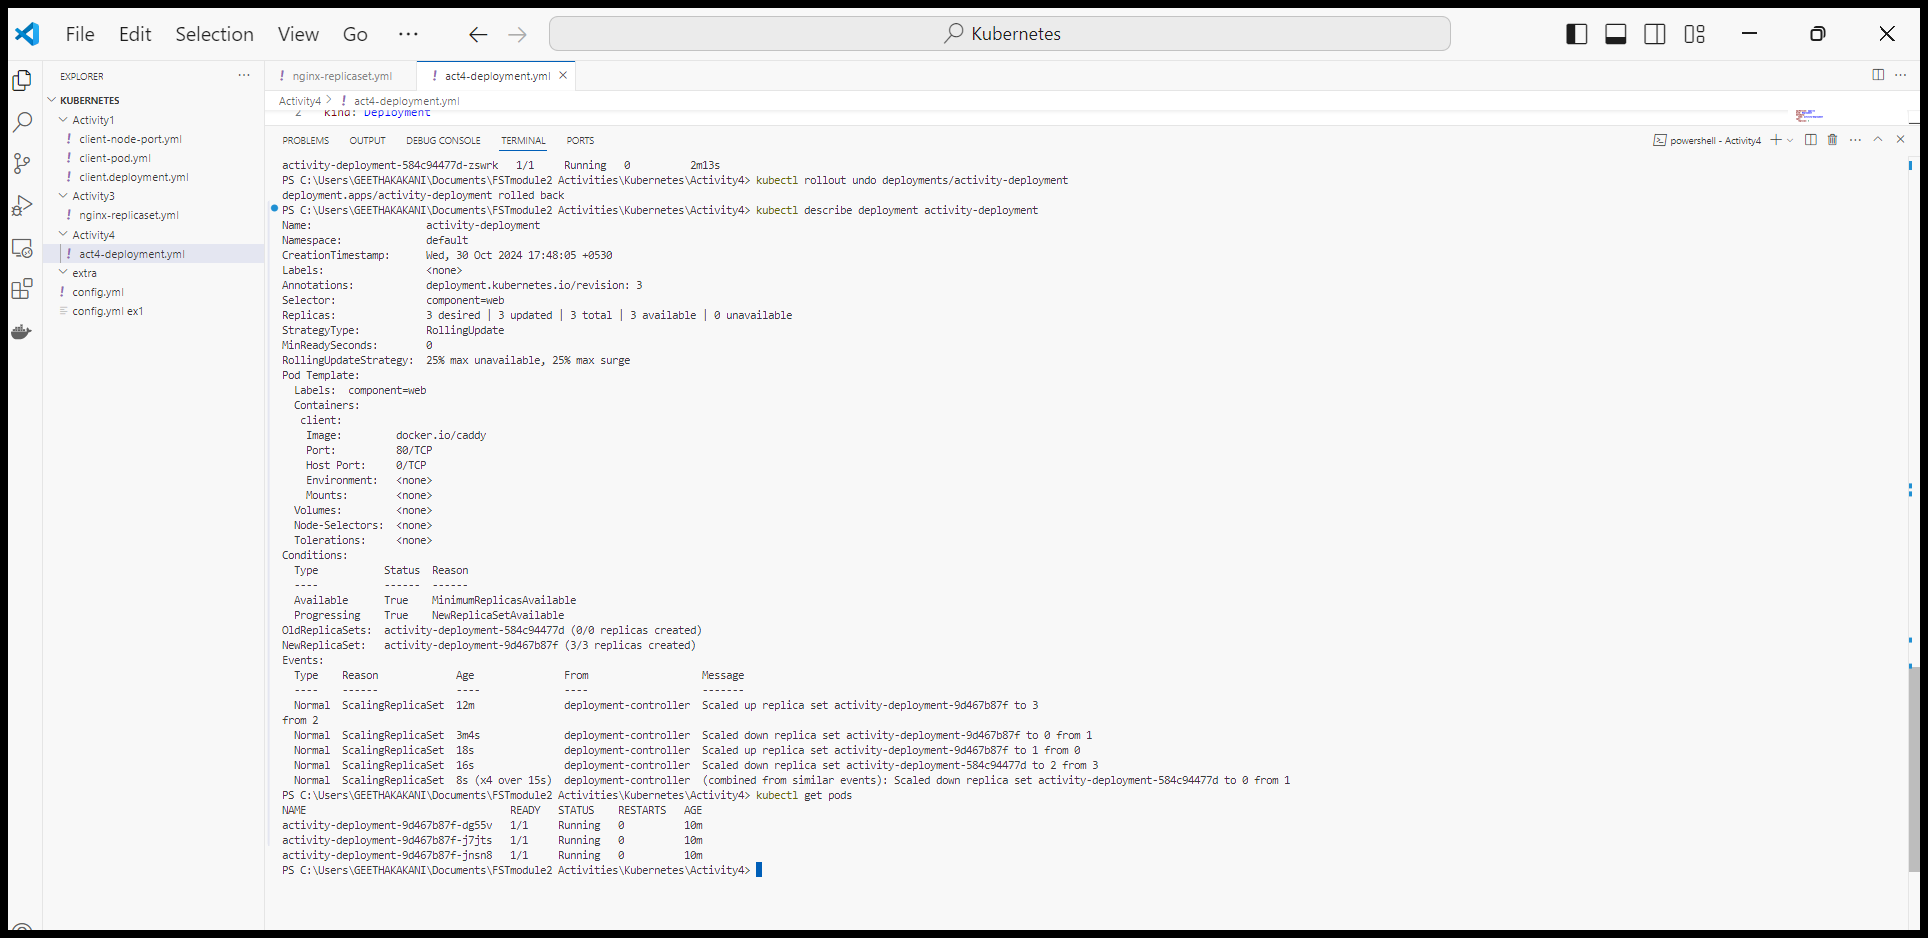 File Edit Selection View Go ··· Kubernetes
EXPLORER ···
KUBERNETES
Activity1
! client-node-port.yml
! client-pod.yml
! client.deployment.yml
Activity3
! nginx-replicaset.yml
Activity4
! act4-deployment.yml
extra
! config.yml
config.yml ex1
! nginx-replicaset.yml ! act4-deployment.yml
Activity4 > ! act4-deployment.yml
2 kind: Deployment
PROBLEMS OUTPUT DEBUG CONSOLE TERMINAL PORTS powershell - Activity4
activity-deployment-584c94477d-zswrk 1/1 Running 0 2m13s
PS C:\Users\GEETHAKAKANI\Documents\FSTmodule2 Activities\Kubernetes\Activity4> kubectl rollout undo deployments/activity-deployment
deployment.apps/activity-deployment rolled back
PS C:\Users\GEETHAKAKANI\Documents\FSTmodule2 Activities\Kubernetes\Activity4> kubectl describe deployment activity-deployment
Name: activity-deployment
Namespace: default
CreationTimestamp: Wed, 30 Oct 2024 17:48:05 +0530
Labels: <none>
Annotations: deployment.kubernetes.io/revision: 3
Selector: component=web
Replicas: 3 desired | 3 updated | 3 total | 3 available | 0 unavailable
StrategyType: RollingUpdate
MinReadySeconds: 0
RollingUpdateStrategy: 25% max unavailable, 25% max surge
Pod Template:
Labels: component=web
Containers:
client:
Image: docker.io/caddy
Port: 80/TCP
Host Port: 0/TCP
Environment: <none>
Mounts: <none>
Volumes: <none>
Node-Selectors: <none>
Tolerations: <none>
Conditions:
Type Status Reason
---- ------ ------
Available True MinimumReplicasAvailable
Progressing True NewReplicaSetAvailable
OldReplicaSets: activity-deployment-584c94477d (0/0 replicas created)
NewReplicaSet: activity-deployment-9d467b87f (3/3 replicas created)
Events:
Type Reason Age From Message
---- ------ ---- ---- -------
Normal ScalingReplicaSet 12m deployment-controller Scaled up replica set activity-deployment-9d467b87f to 3
from 2
Normal ScalingReplicaSet 3m4s deployment-controller Scaled down replica set activity-deployment-9d467b87f to 0 from 1
Normal ScalingReplicaSet 18s deployment-controller Scaled up replica set activity-deployment-9d467b87f to 1 from 0
Normal ScalingReplicaSet 16s deployment-controller Scaled down replica set activity-deployment-584c94477d to 2 from 3
Normal ScalingReplicaSet 8s (x4 over 15s) deployment-controller (combined from similar events): Scaled down replica set activity-deployment-584c94477d to 0 from 1
PS C:\Users\GEETHAKAKANI\Documents\FSTmodule2 Activities\Kubernetes\Activity4> kubectl get pods
NAME READY STATUS RESTARTS AGE
activity-deployment-9d467b87f-dg55v 1/1 Running 0 10m
activity-deployment-9d467b87f-j7jts 1/1 Running 0 10m
activity-deployment-9d467b87f-jnsn8 1/1 Running 0 10m
PS C:\Users\GEETHAKAKANI\Documents\FSTmodule2 Activities\Kubernetes\Activity4>